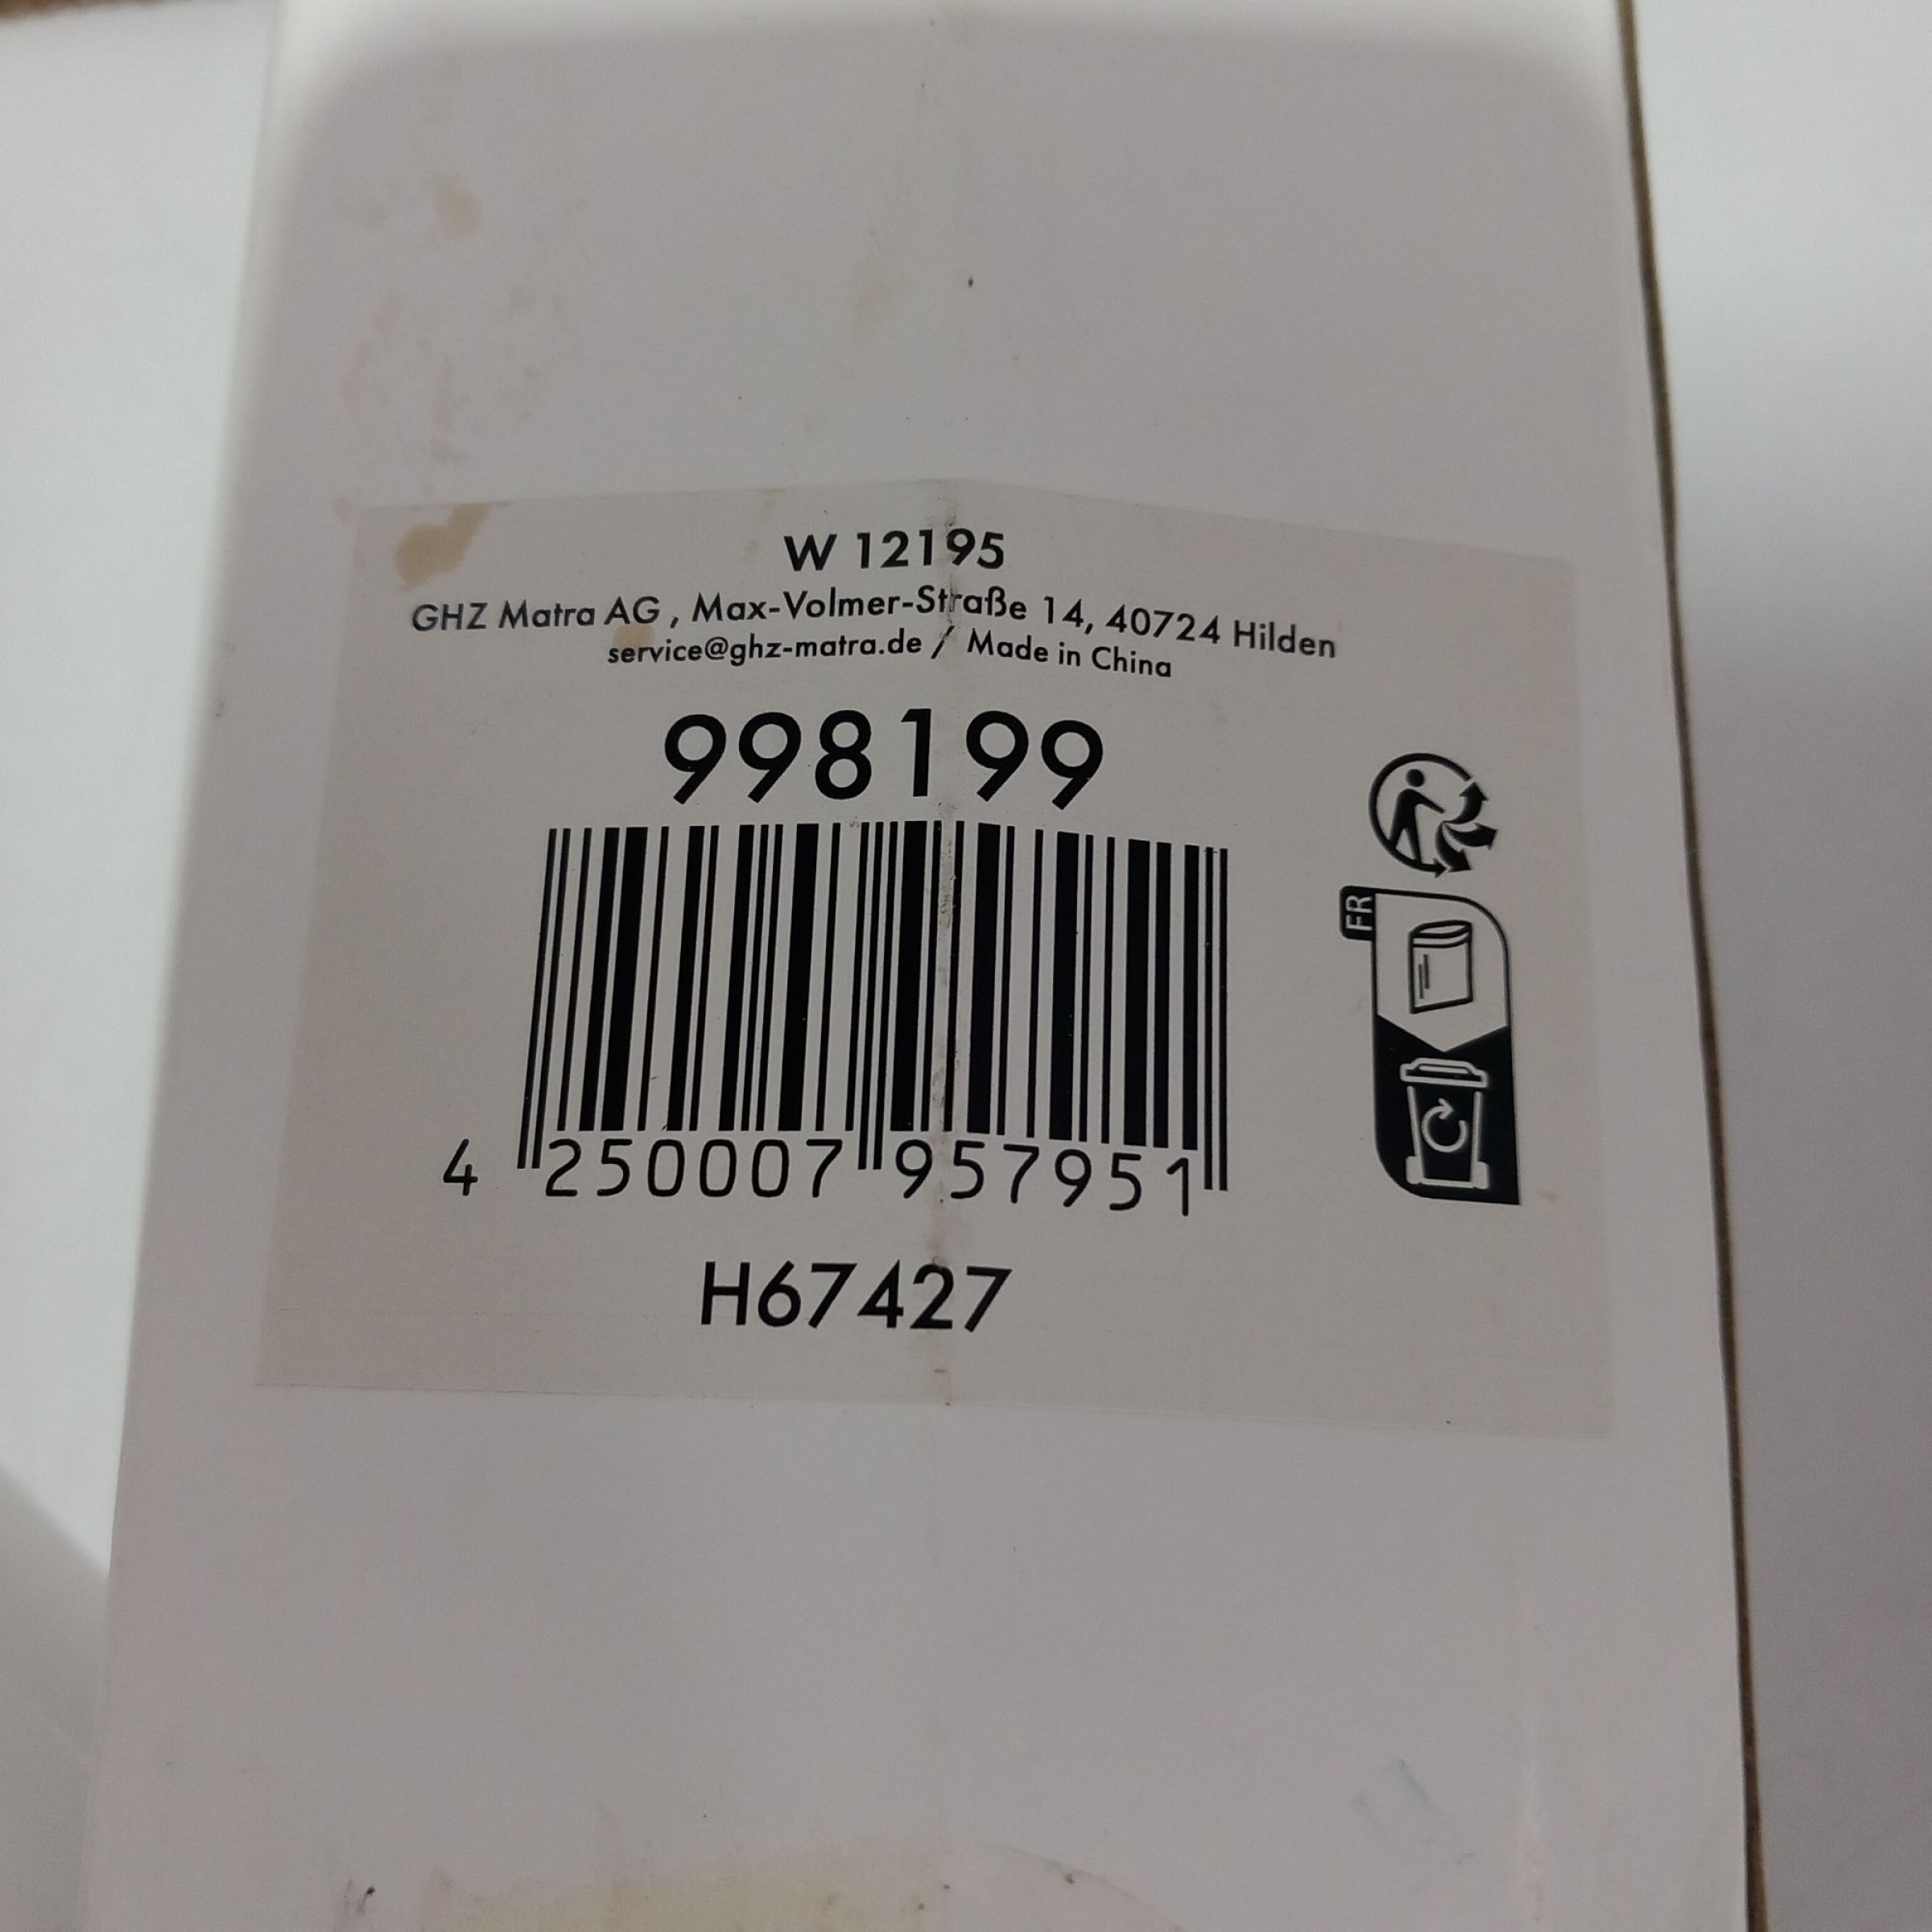 W 12195
GHZ Matra AG , Max-Volmer-Straße 14, 40724 Hilden
service@ghz-matra.de / Made in China
998199
FR
4 250007 957951
H67427